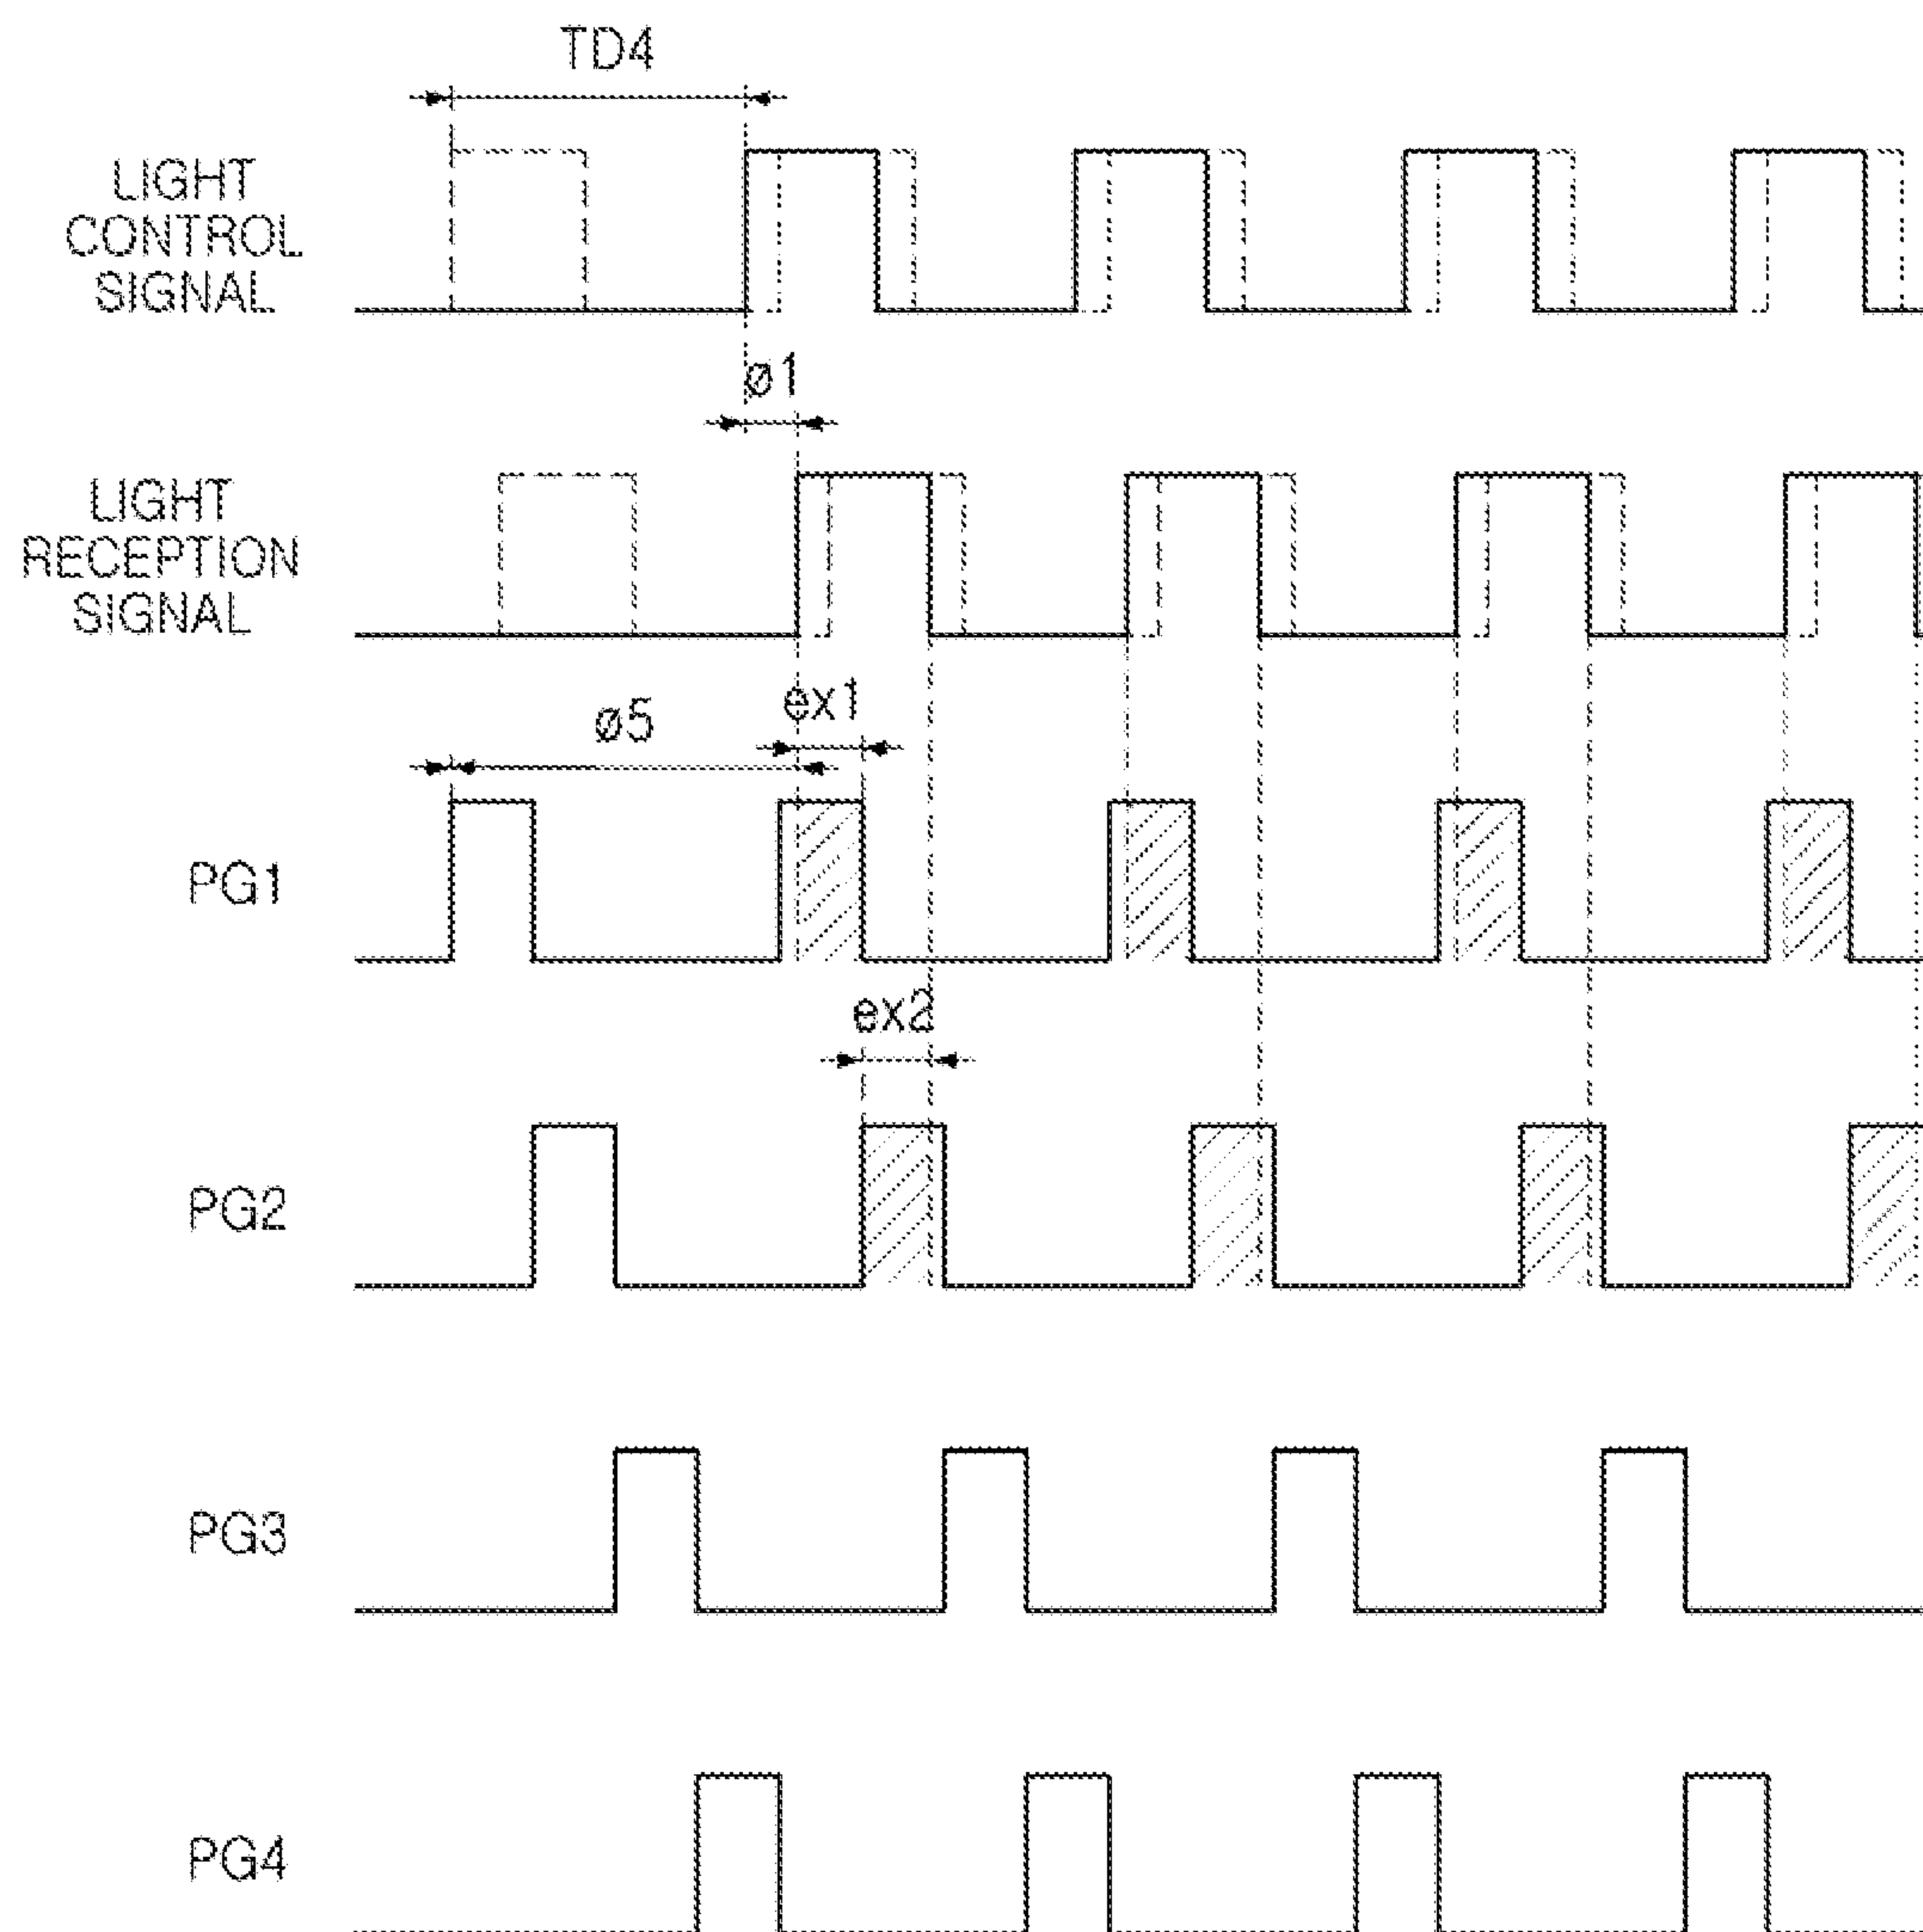 TD4
LIGHT
CONTROL
SIGNAL
ø1
LIGHT
RECEPTION
SIGNAL
ex1
ø5
PG1
ex2
PG2
PG3
PG4